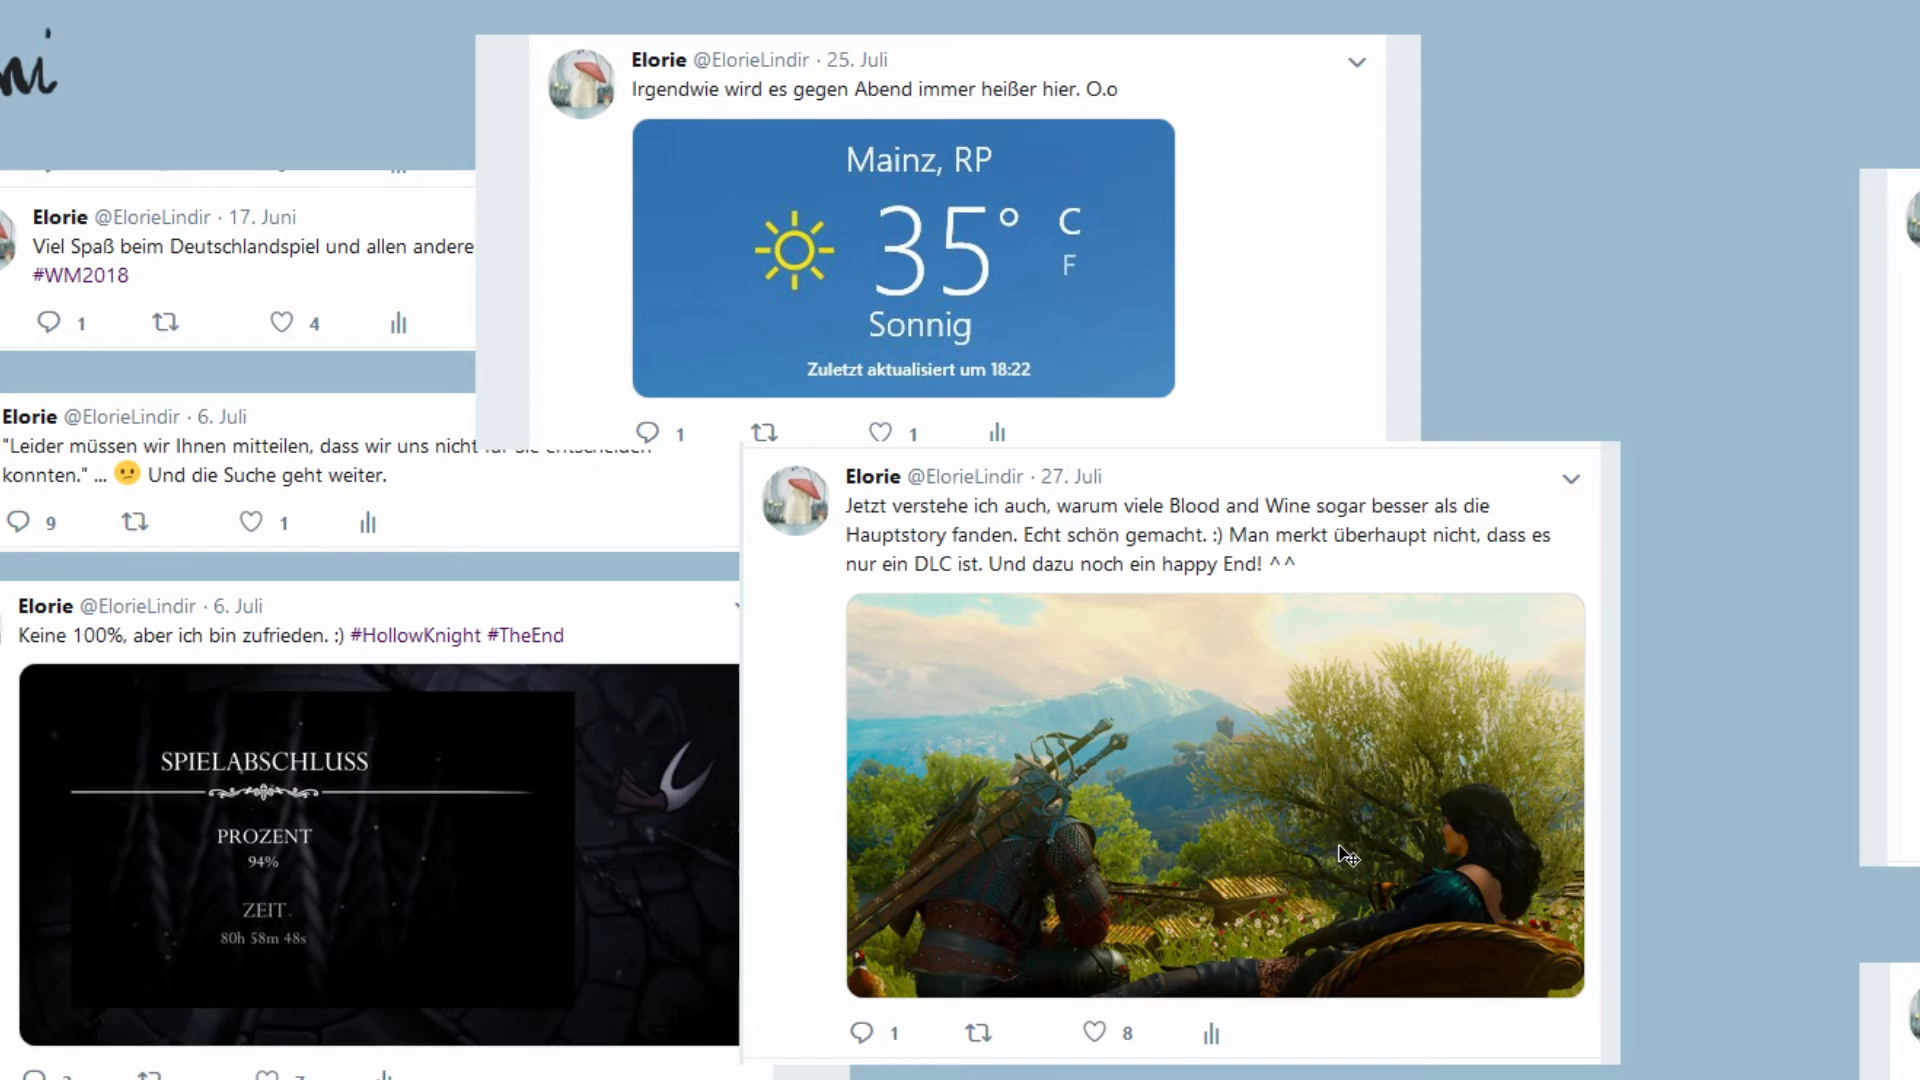 Elorie @ElorieLindir · 25. Juli
Irgendwie wird es gegen Abend immer heißer hier. O.o
Mainz, RP
35° C
F
Sonnig
Zuletzt aktualisiert um 18:22
1 1
Elorie @ElorieLindir · 17. Juni
Viel Spaß beim Deutschlandspiel und allen andere
#WM2018
1 4
Elorie @ElorieLindir · 6. Juli
"Leider müssen wir Ihnen mitteilen, dass wir uns nicht für Sie entscheiden
konnten." ... 😕 Und die Suche geht weiter.
9 1
Elorie @ElorieLindir · 6. Juli
Keine 100%, aber ich bin zufrieden. :) #HollowKnight #TheEnd
SPIELABSCHLUSS
PROZENT
94%
ZEIT
80h 58m 48s
Elorie @ElorieLindir · 27. Juli
Jetzt verstehe ich auch, warum viele Blood and Wine sogar besser als die
Hauptstory fanden. Echt schön gemacht. :) Man merkt überhaupt nicht, dass es
nur ein DLC ist. Und dazu noch ein happy End! ^^
1 8